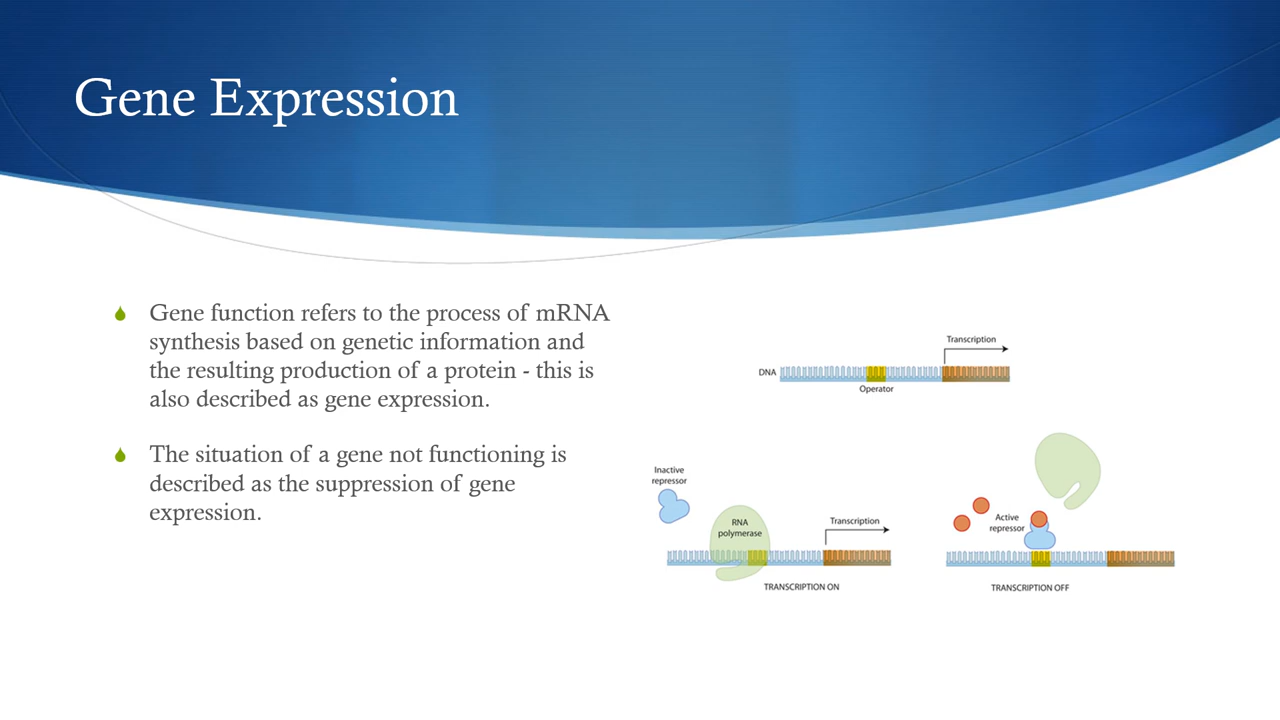 Gene Expression
Gene function refers to the process of mRNA
synthesis based on genetic information and
the resulting production of a protein - this is
also described as gene expression.
The situation of a gene not functioning is
described as the suppression of gene
expression.
Transcription
DNA
Operator
Inactive
repressor
RNA
polymerase
Transcription
TRANSCRIPTION ON
Active
repressor
TRANSCRIPTION OFF